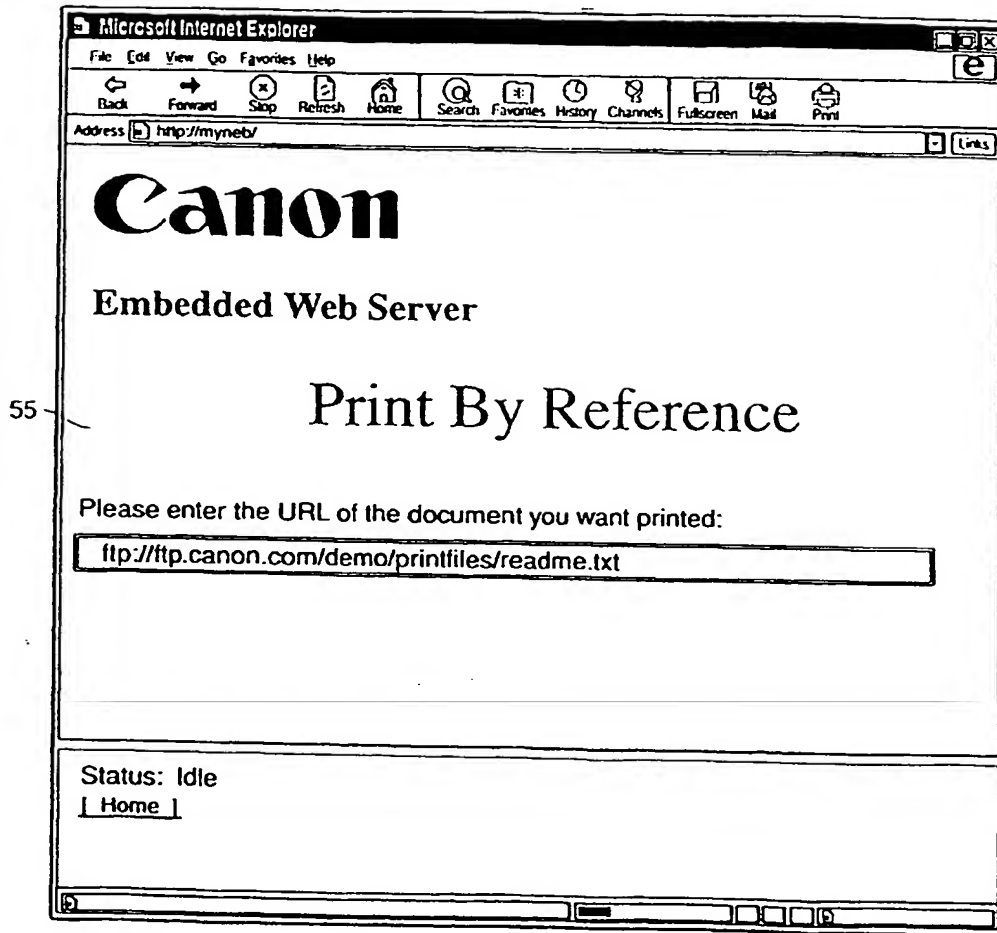 Microsoft Internet Explorer
File Edit View Go Favorites Help
e
Back Forward Stop Refresh Home Search Favorites History Channels Fullscreen Mail Print
Address http://myneb/ Links
Canon
Embedded Web Server
55
Print By Reference
Please enter the URL of the document you want printed:
ftp://ftp.canon.com/demo/printfiles/readme.txt
Status: Idle
[ Home ]